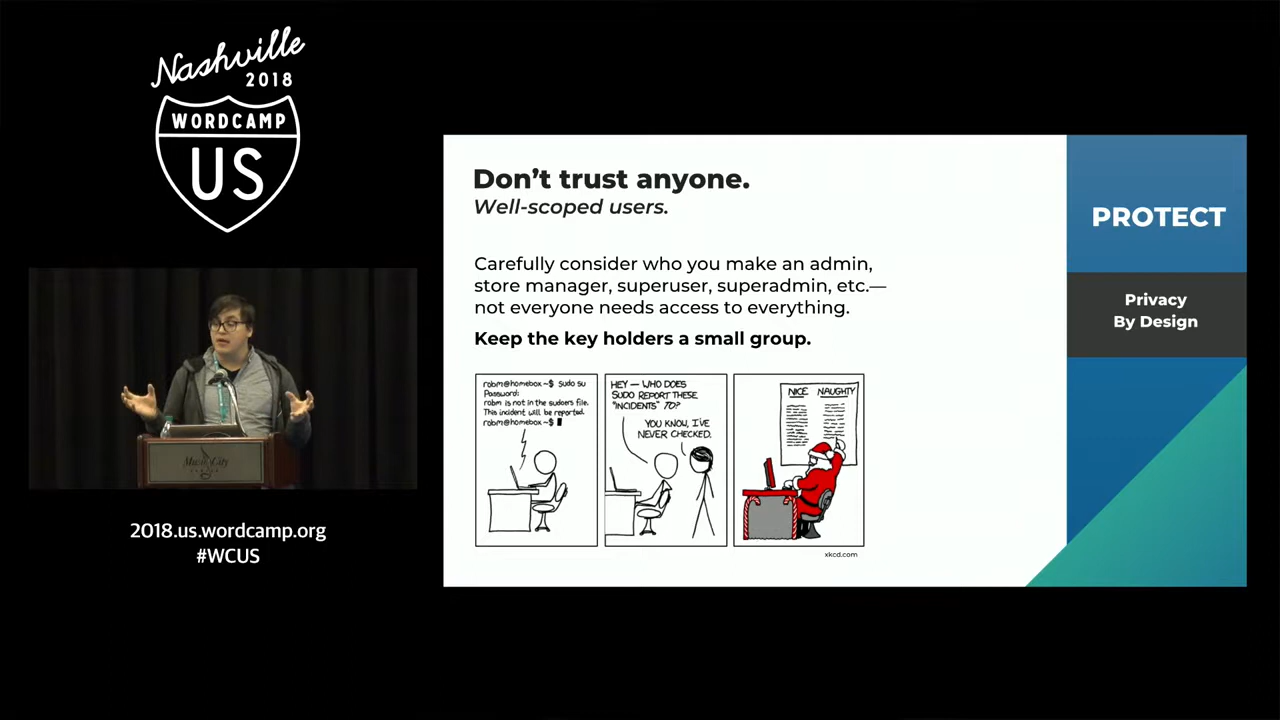 Nashville
2018
WORDCAMP
US
Don't trust anyone.
Well-scoped users.
Carefully consider who you make an admin,
store manager, superuser, superadmin, etc.—
not everyone needs access to everything.
Keep the key holders a small group.
robm@homebox~$ sudo su
Password:
robm is not in the sudoers file.
This incident will be reported.
robm@homebox~$
HEY — WHO DOES
SUDO REPORT THESE
"INCIDENTS" TO?
YOU KNOW, I'VE
NEVER CHECKED.
NICE NAUGHTY
xkcd.com
PROTECT
Privacy
By Design
Music City
2018.us.wordcamp.org
#WCUS